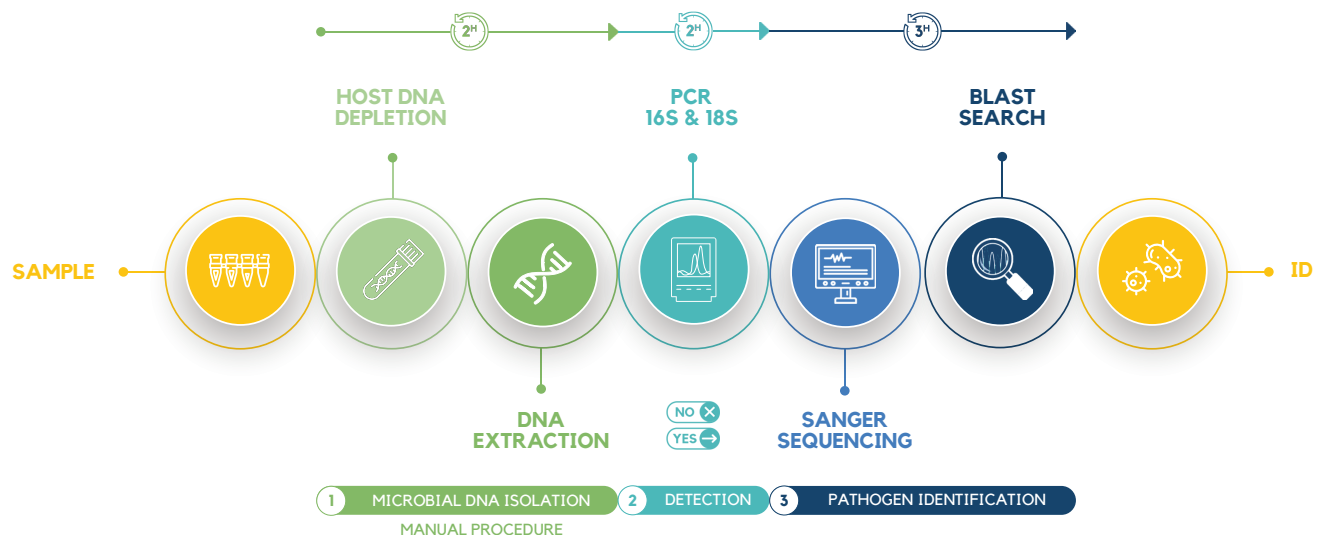 2H
2H
3H
HOST DNA
DEPLETION
PCR
16S & 18S
BLAST
SEARCH
SAMPLE
ID
DNA
EXTRACTION
NO
YES
SANGER
SEQUENCING
1 MICROBIAL DNA ISOLATION
2 DETECTION
3 PATHOGEN IDENTIFICATION
MANUAL PROCEDURE